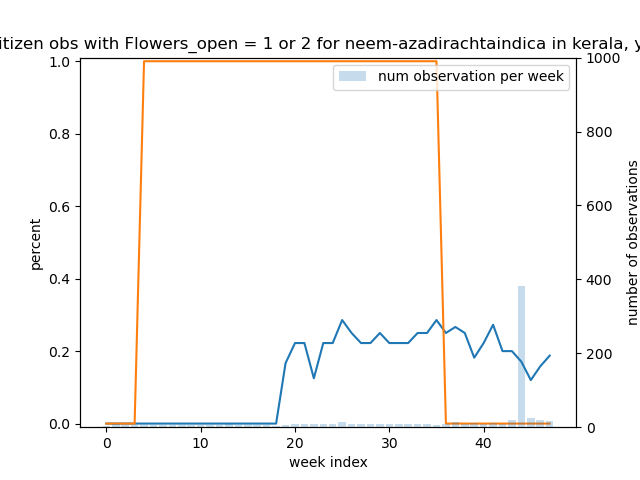 itizen obs with Flowers_open = 1 or 2 for neem-azadirachtaindica in kerala, y
num observation per week
1.0
0.8
0.6
0.4
0.2
0.0
percent
1000
800
600
400
200
0
number of observations
0 10 20 30 40
week index